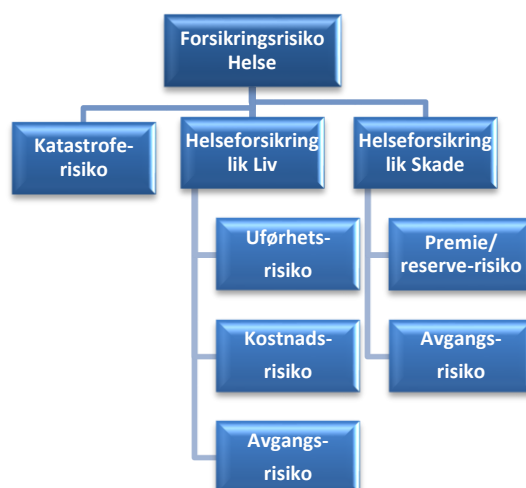 Forsikringsrisiko
Helse
Katastrofe-
risiko
Helseforsikring
lik Liv
Helseforsikring
lik Skade
Uførhets-
risiko
Premie/
reserve-risiko
Kostnads-
risiko
Avgangs-
risiko
Avgangs-
risiko